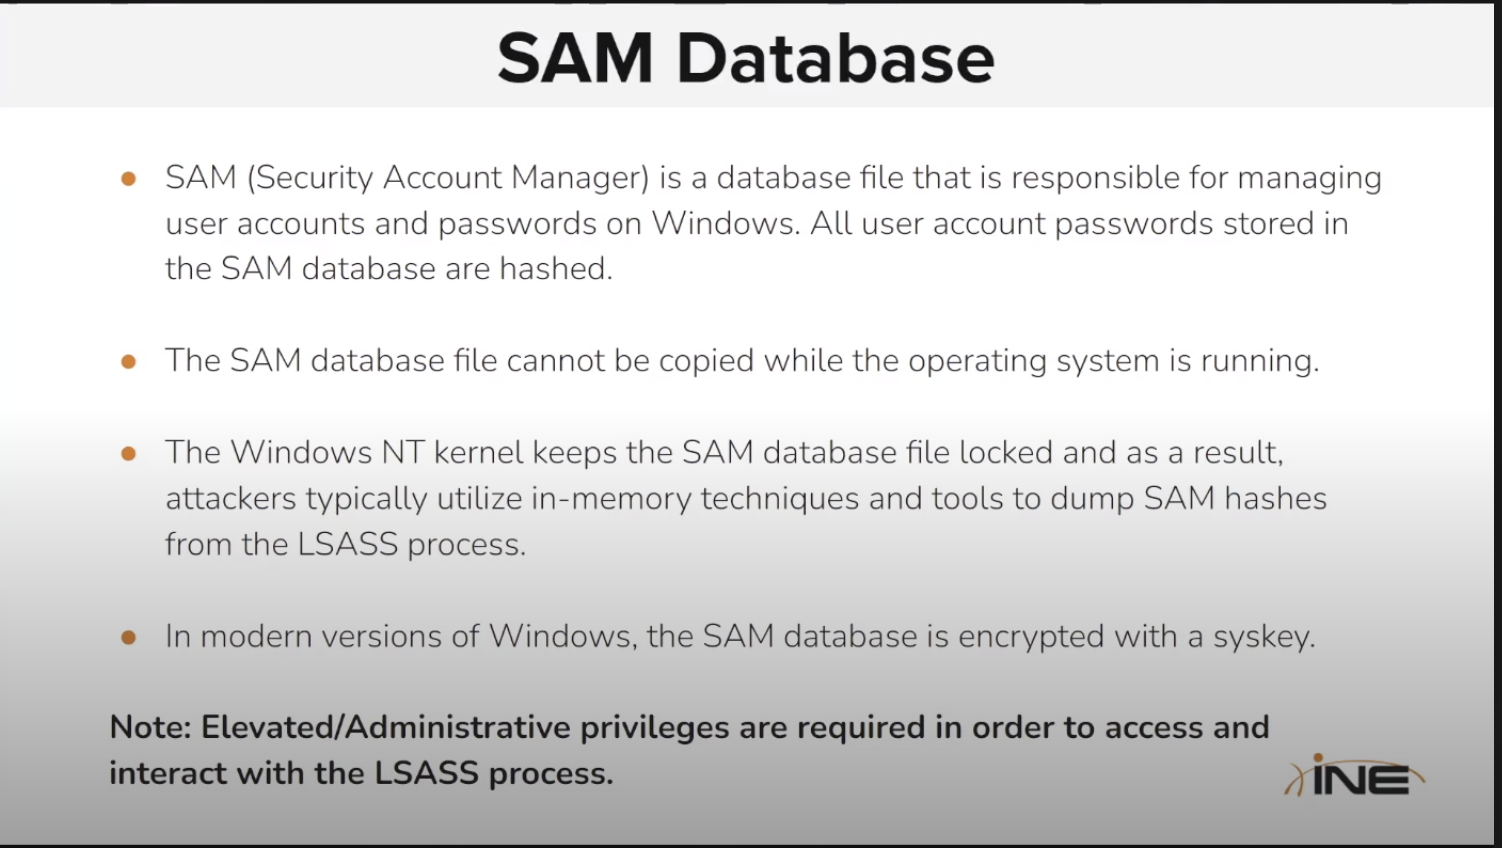 SAM Database
● SAM (Security Account Manager) is a database file that is responsible for managing
user accounts and passwords on Windows. All user account passwords stored in
the SAM database are hashed.
● The SAM database file cannot be copied while the operating system is running.
● The Windows NT kernel keeps the SAM database file locked and as a result,
attackers typically utilize in-memory techniques and tools to dump SAM hashes
from the LSASS process.
● In modern versions of Windows, the SAM database is encrypted with a syskey.
Note: Elevated/Administrative privileges are required in order to access and
interact with the LSASS process.
iNE